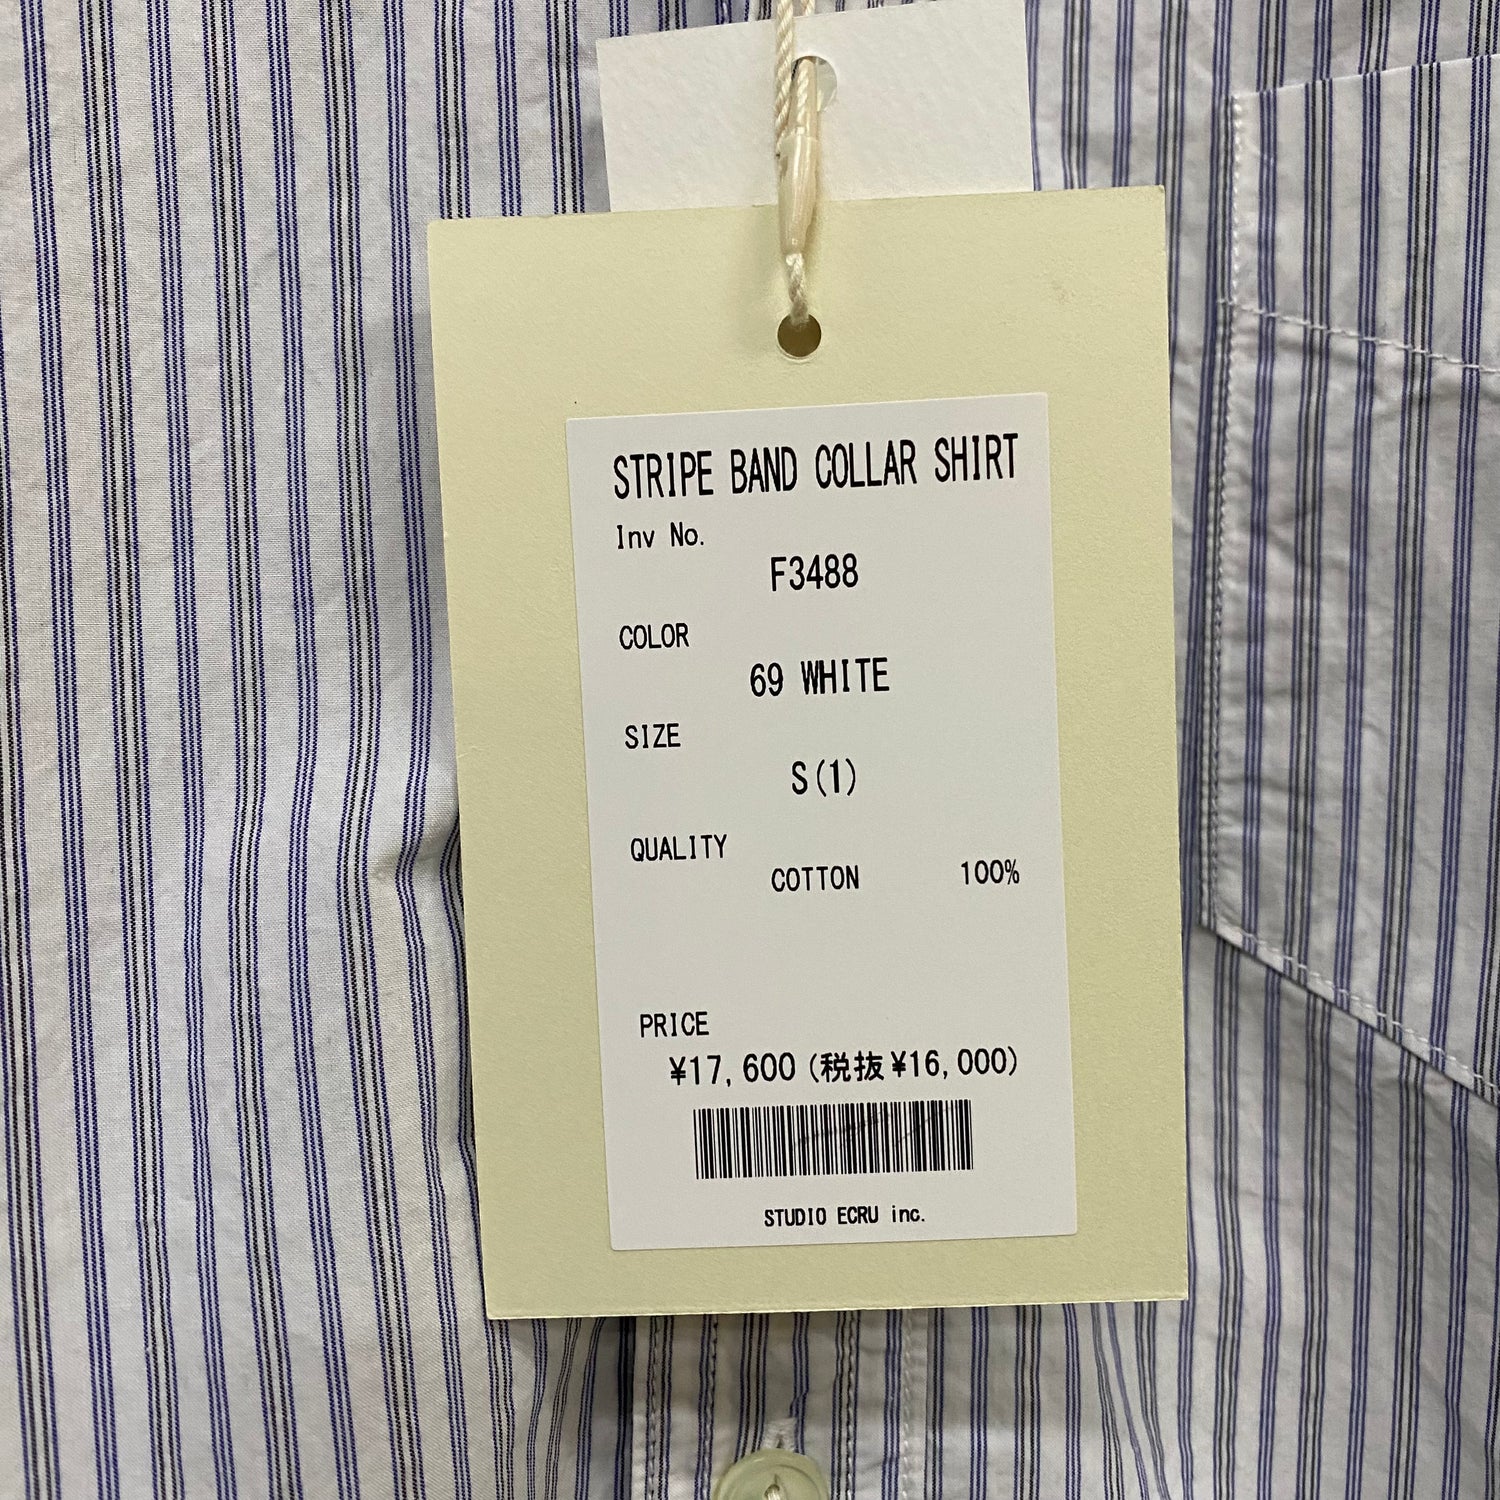 STRIPE BAND COLLAR SHIRT
Inv No.
F3488
COLOR
69 WHITE
SIZE
S(1)
QUALITY
COTTON 100%
PRICE
¥17,600(税抜¥16,000)
STUDIO ECRU inc.